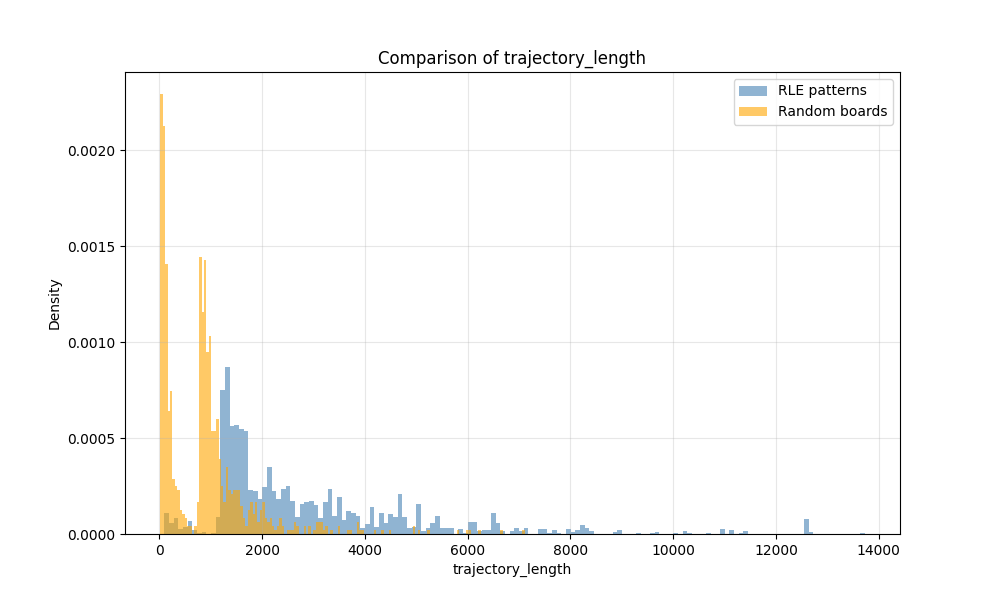 Comparison of trajectory_length
RLE patterns
Random boards
Density
0.0020
0.0015
0.0010
0.0005
0.0000
0
2000
4000
6000
8000
10000
12000
14000
trajectory_length